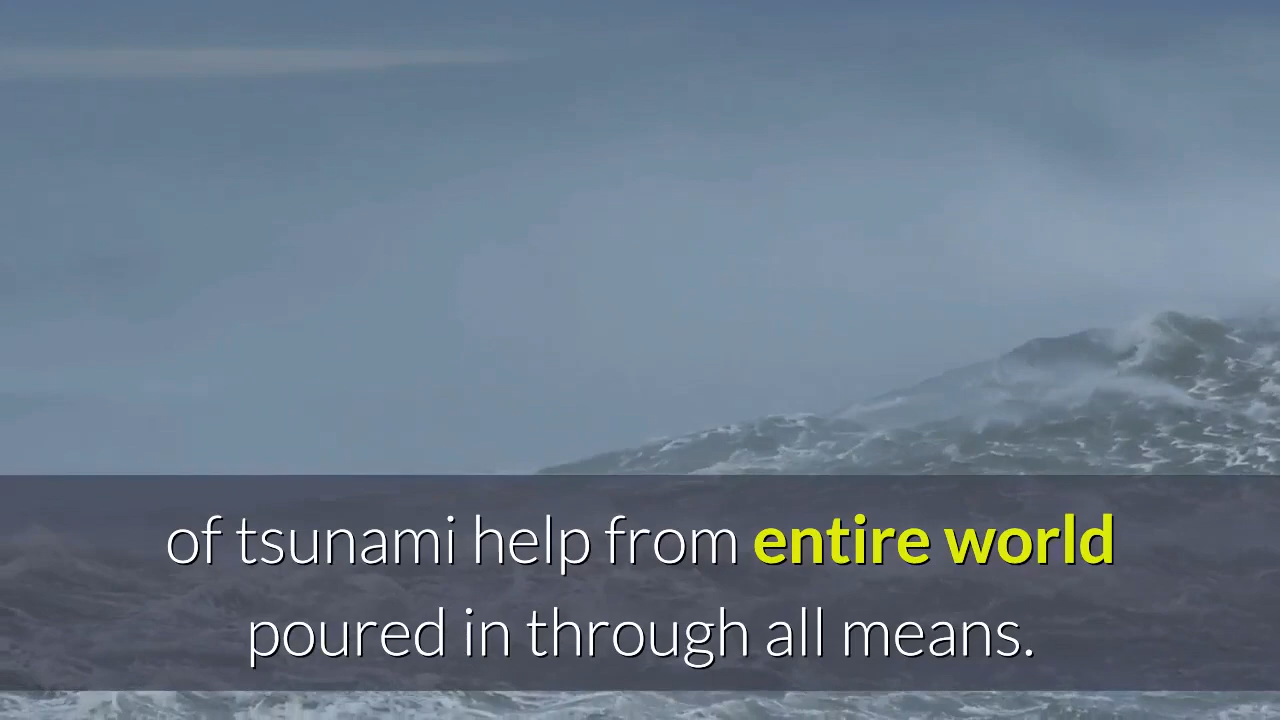 of tsunami help from entire world
poured in through all means.